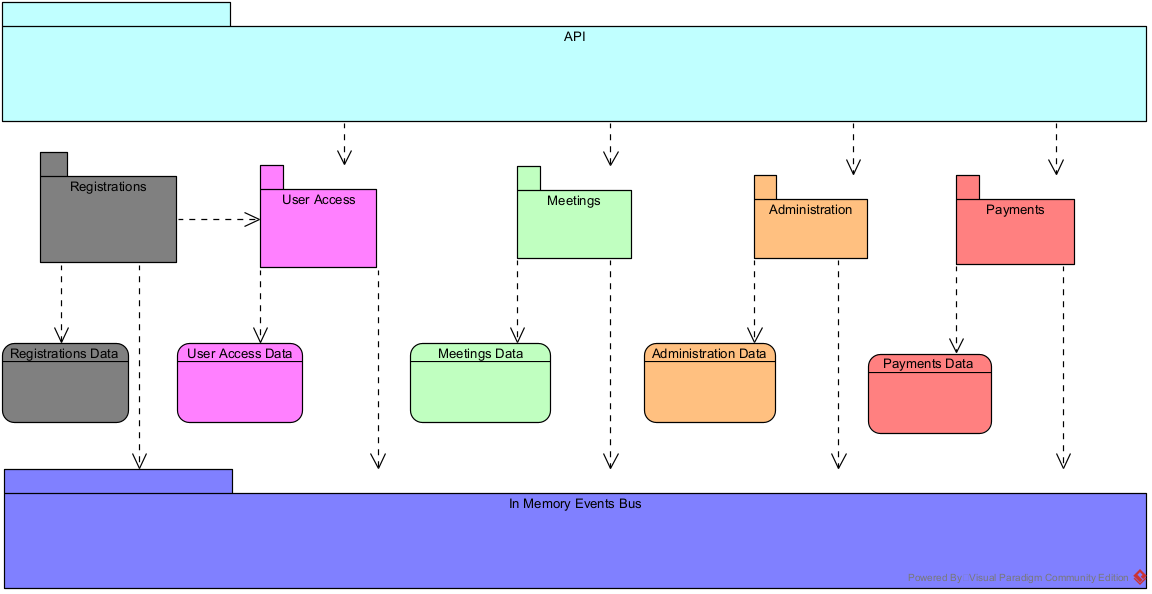 API
Registrations
User Access
Meetings
Administration
Payments
Registrations Data
User Access Data
Meetings Data
Administration Data
Payments Data
In Memory Events Bus
Powered By Visual Paradigm Community Edition